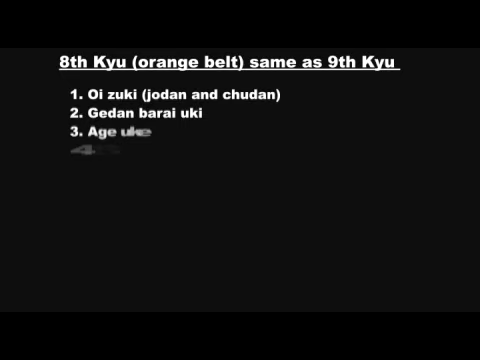 8th Kyu (orange belt) same as 9th Kyu
1. Oi zuki (jodan and chudan)
2. Gedan barai uki
3. Age uke